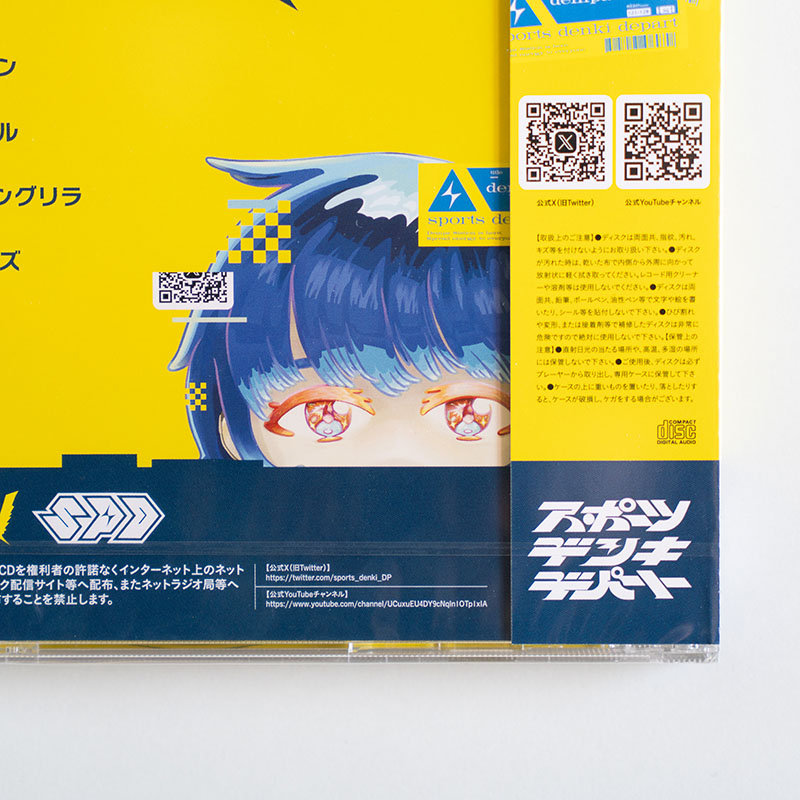 sports denki depart
ン
ル
ングリラ
ズ
title
sports de
公式X(旧Twitter)
公式YouTubeチャンネル
【取扱上のご注意】●ディスクは両面共、指紋、汚れ、
キズ等を付けないようにお取り扱い下さい。●ディスク
が汚れた時は、乾いた布で内側から外周に向かって
放射状に軽く拭き取ってください。レコード用クリーナ
ーや溶剤等は使用しないでください。●ディスクは両
面共、鉛筆、ボールペン、油性ペン等で文字や絵を書
いたり、シール等を貼付しないで下さい。●ひび割れ
や変形、または接着剤等で補修したディスクは非常に
危険ですので絶対に使用しないで下さい。【保管上の
注意】●直射日光の当たる場所や、高温、多湿の場所
には保管しないで下さい。●ご使用後、ディスクは必ず
プレーヤーから取り出し、専用ケースに保管して下さ
い。●ケースの上に重いものを置いたり、落としたりす
ると、ケースが破損し、ケガをする場合がございます。
COMPACT
disc
DIGITAL AUDIO
SPD
スポーツ
デンキ
デパート
CDを権利者の許諾なくインターネット上のネット
ク配信サイト等へ配布、またネットラジオ局等へ
することを禁止します。
【公式X(旧Twitter)】
https://twitter.com/sports_denki_DP
【公式YouTubeチャンネル】